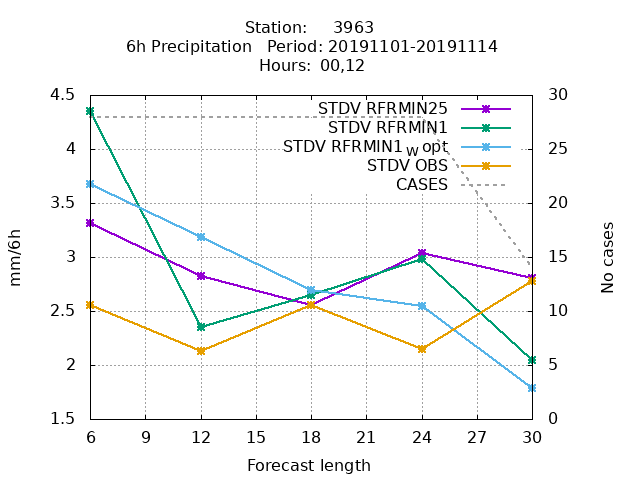 Station: 3963
6h Precipitation Period: 20191101-20191114
Hours: 00,12
STDV RFRMIN25
STDV RFRMIN1
STDV RFRMIN1 W opt
STDV OBS
CASES
4.5
4
3.5
3
2.5
2
1.5
30
25
20
15
10
5
0
mm/6h
No cases
6 9 12 15 18 21 24 27 30
Forecast length